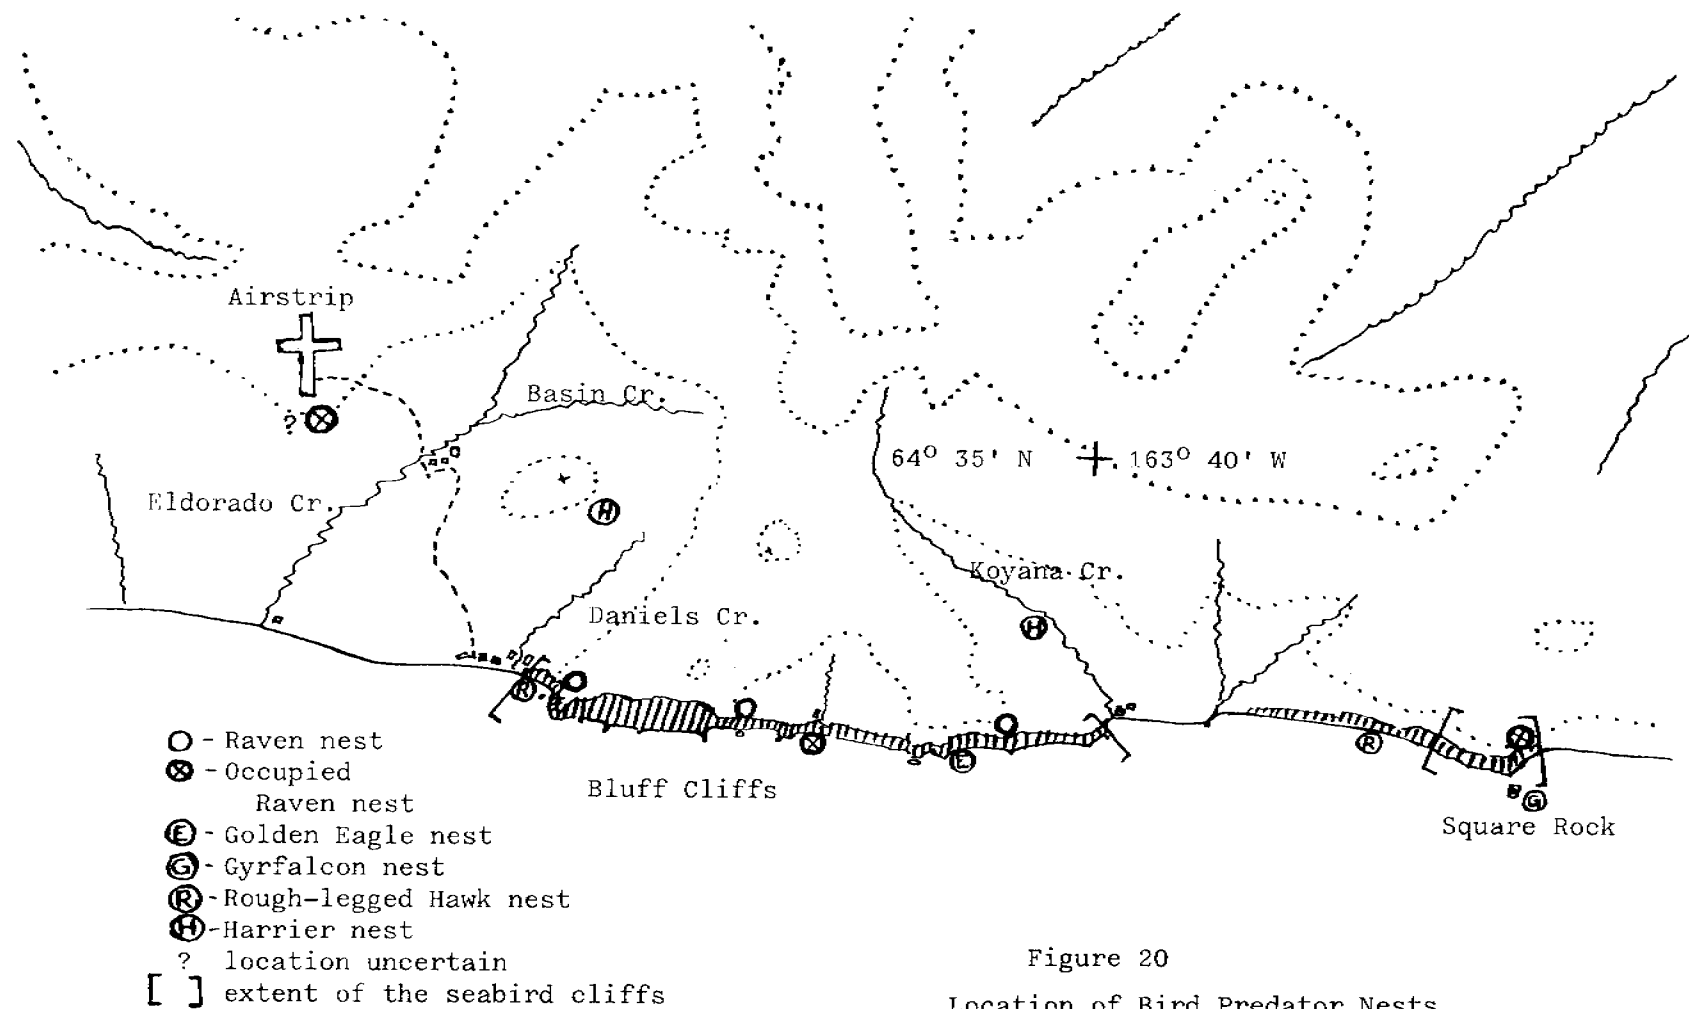 Airstrip
Basin Cr.
?
64° 35' N 163° 40' W
Eldorado Cr.
H
Koyana Cr.
Daniels Cr.
H
R
E
R
G
Bluff Cliffs
Square Rock
O - Raven nest
⊗ - Occupied
Raven nest
E - Golden Eagle nest
G - Gyrfalcon nest
R - Rough-legged Hawk nest
H - Harrier nest
? location uncertain
[ ] extent of the seabird cliffs
Figure 20
Location of Bird Predator Nests